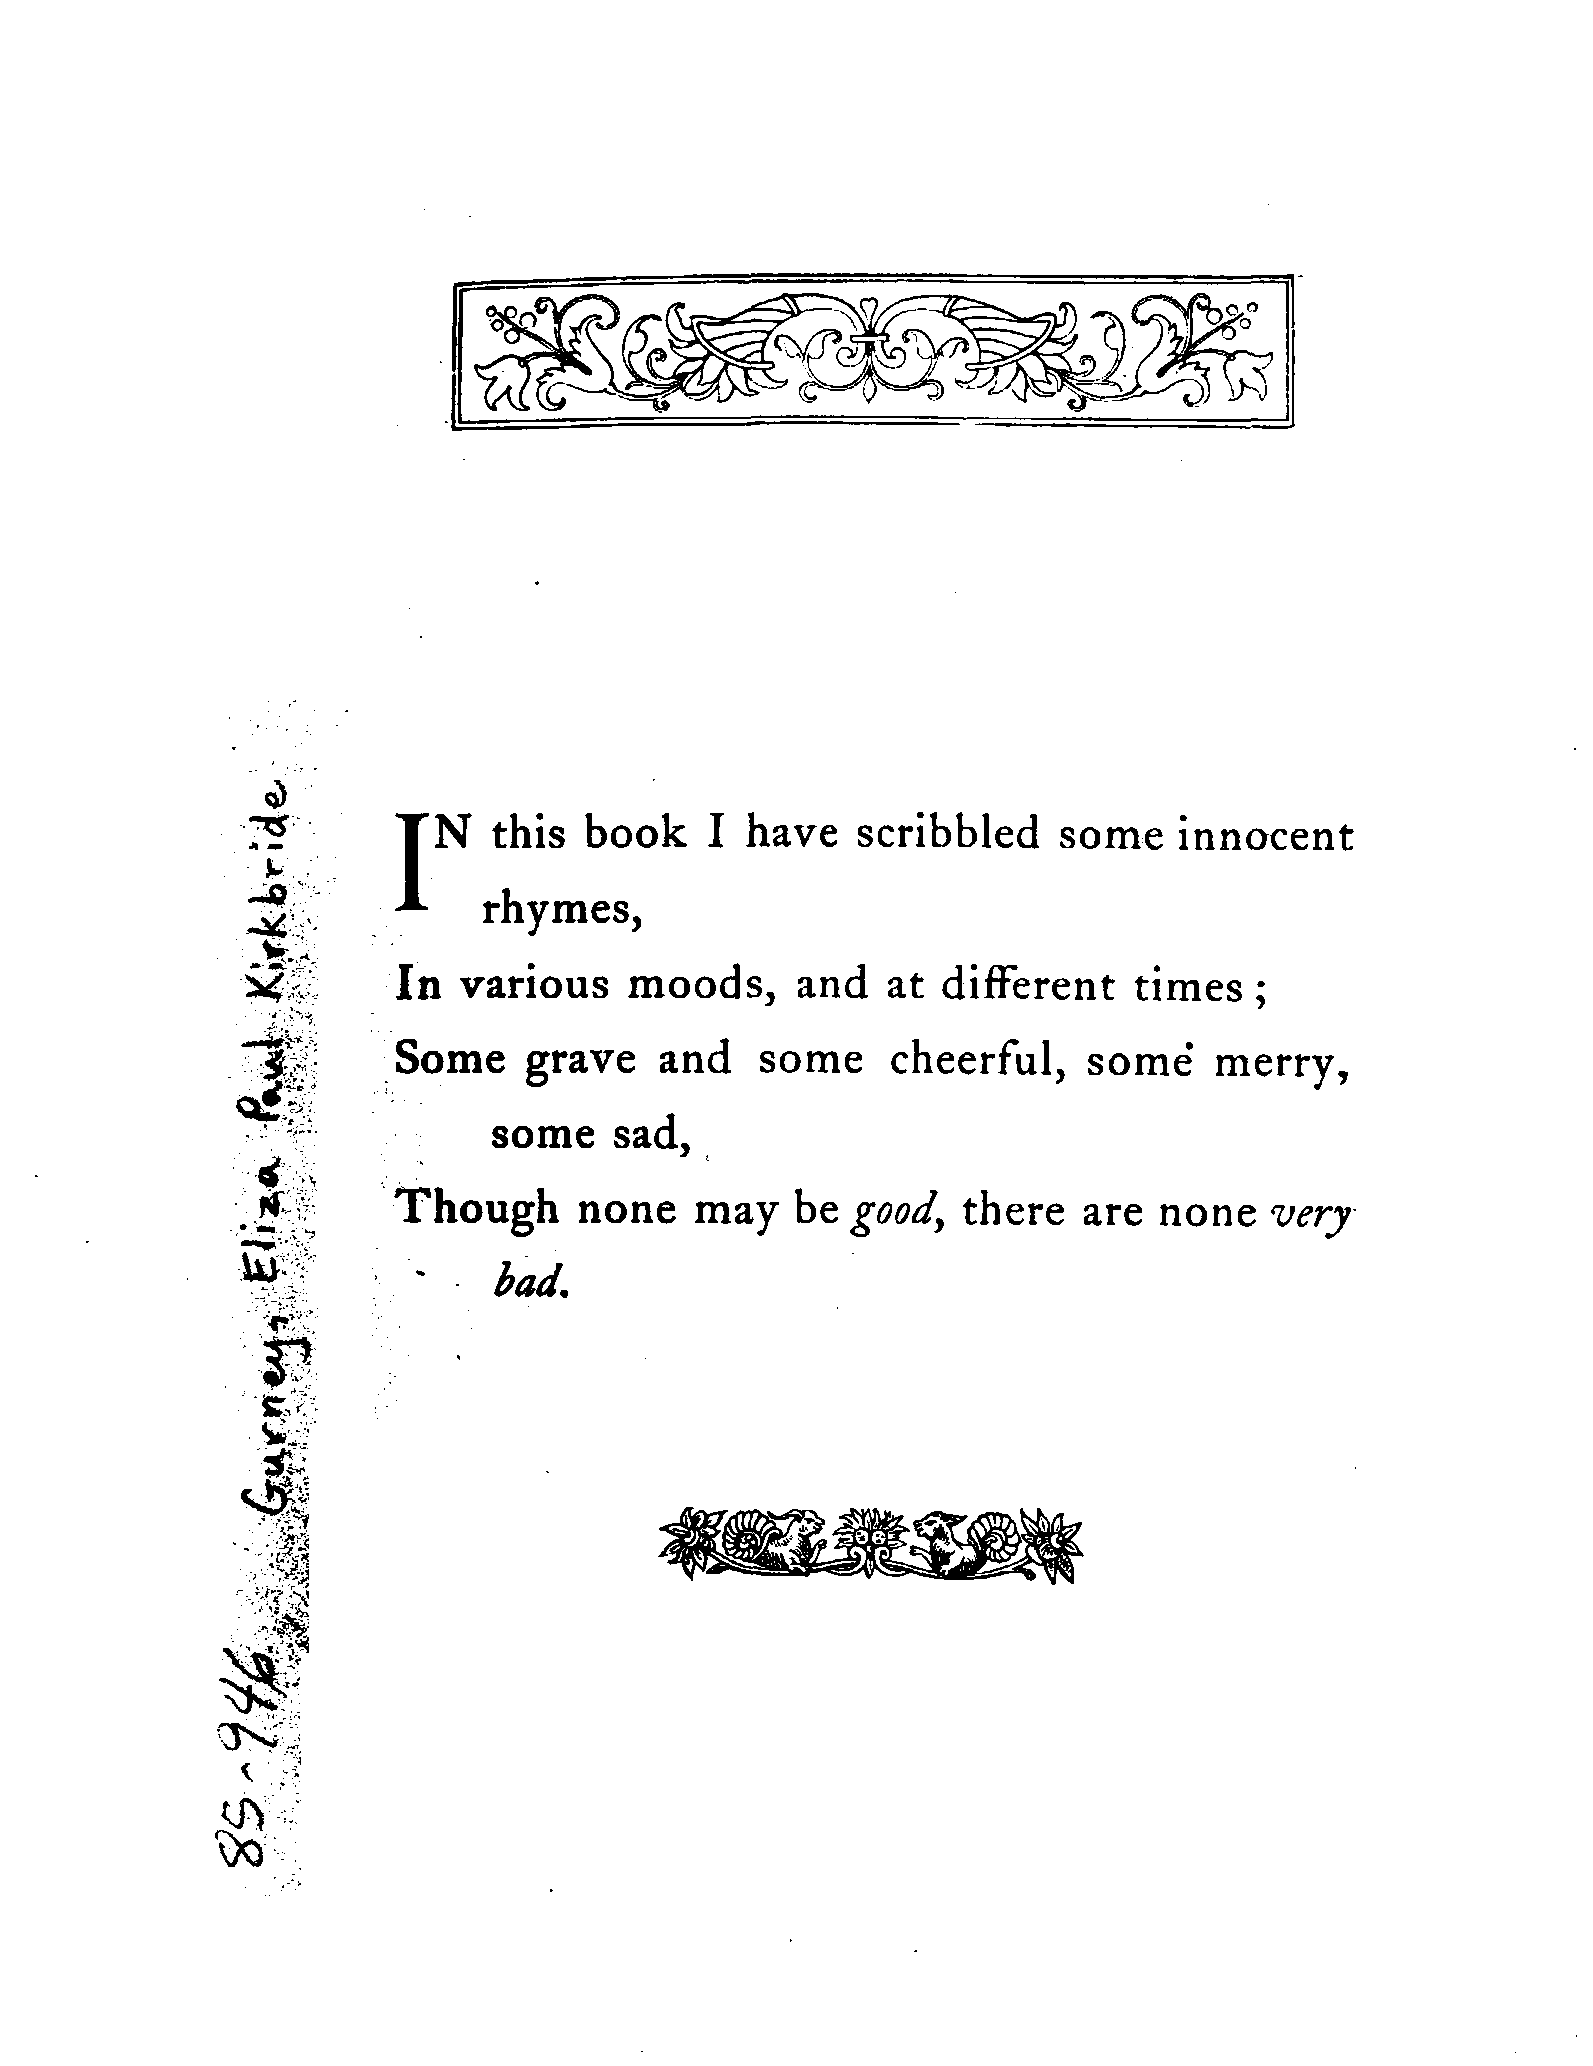 IN this book I have scribbled some innocent
rhymes,
In various moods, and at different times ;
Some grave and some cheerful, some merry,
some sad,
Though none may be good, there are none very
bad.
85-946 Gurney, Eliza Paul Kirkbride